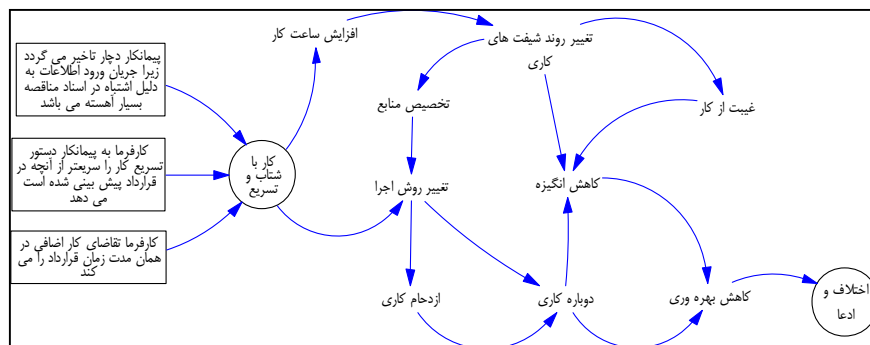 پیمانکار دچار تاخیر می گردد
زیرا جریان ورود اطلاعات به
دلیل اشتباه در اسناد مناقصه
بسیار آهسته می باشد
کارفرما به پیمانکار دستور
تسریع کار را سریعتر از آنچه در
قرارداد پیش بینی شده است
می دهد
کارفرما تقاضای کار اضافی در
همان مدت زمان قرارداد را می
کند
کار با
شتاب و
تسریع
افزایش ساعت کار
تغییر روند شیفت های
کاری
تخصیص منابع
غیبت از کار
تغییر روش اجرا
کاهش انگیزه
ازدحام کاری
دوباره کاری
کاهش بهره وری
اختلاف و
ادعا